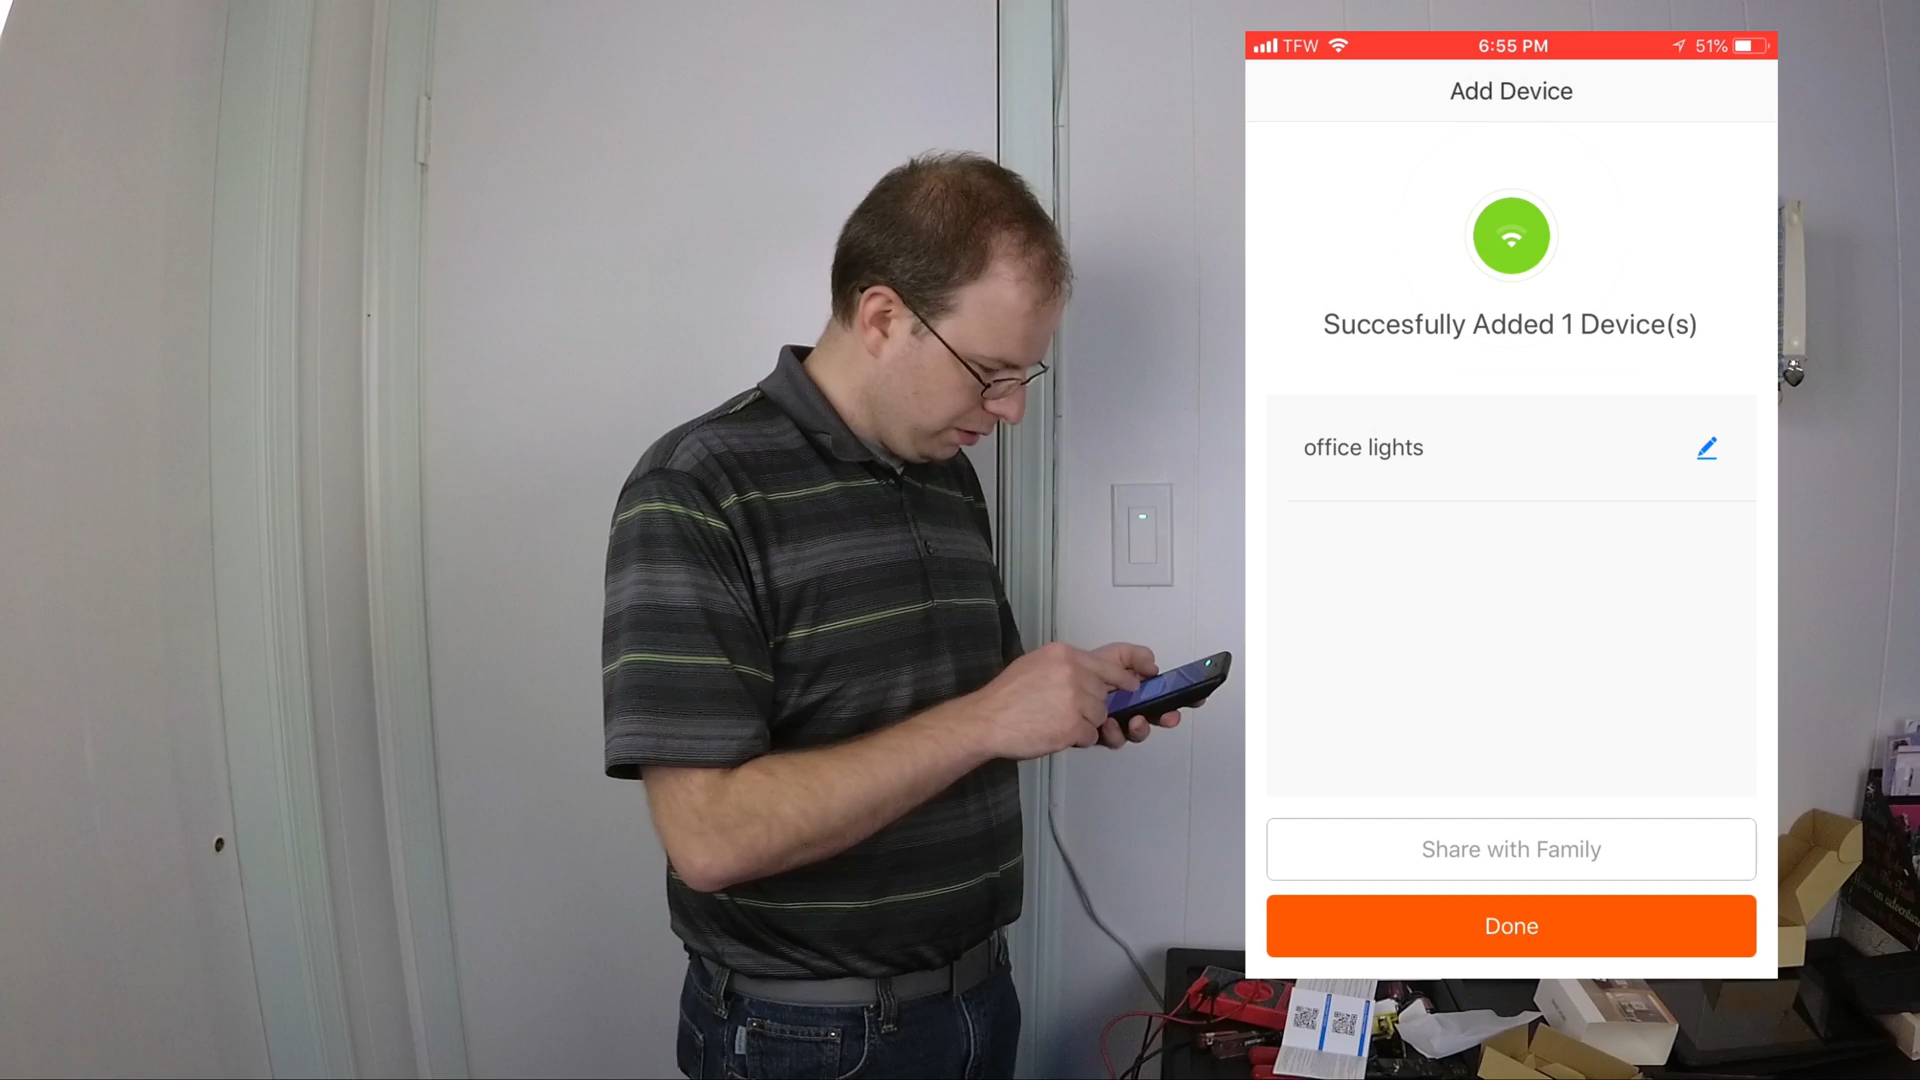 TFW 6:55 PM 51%
Add Device
Succesfully Added 1 Device(s)
office lights
Share with Family
Done